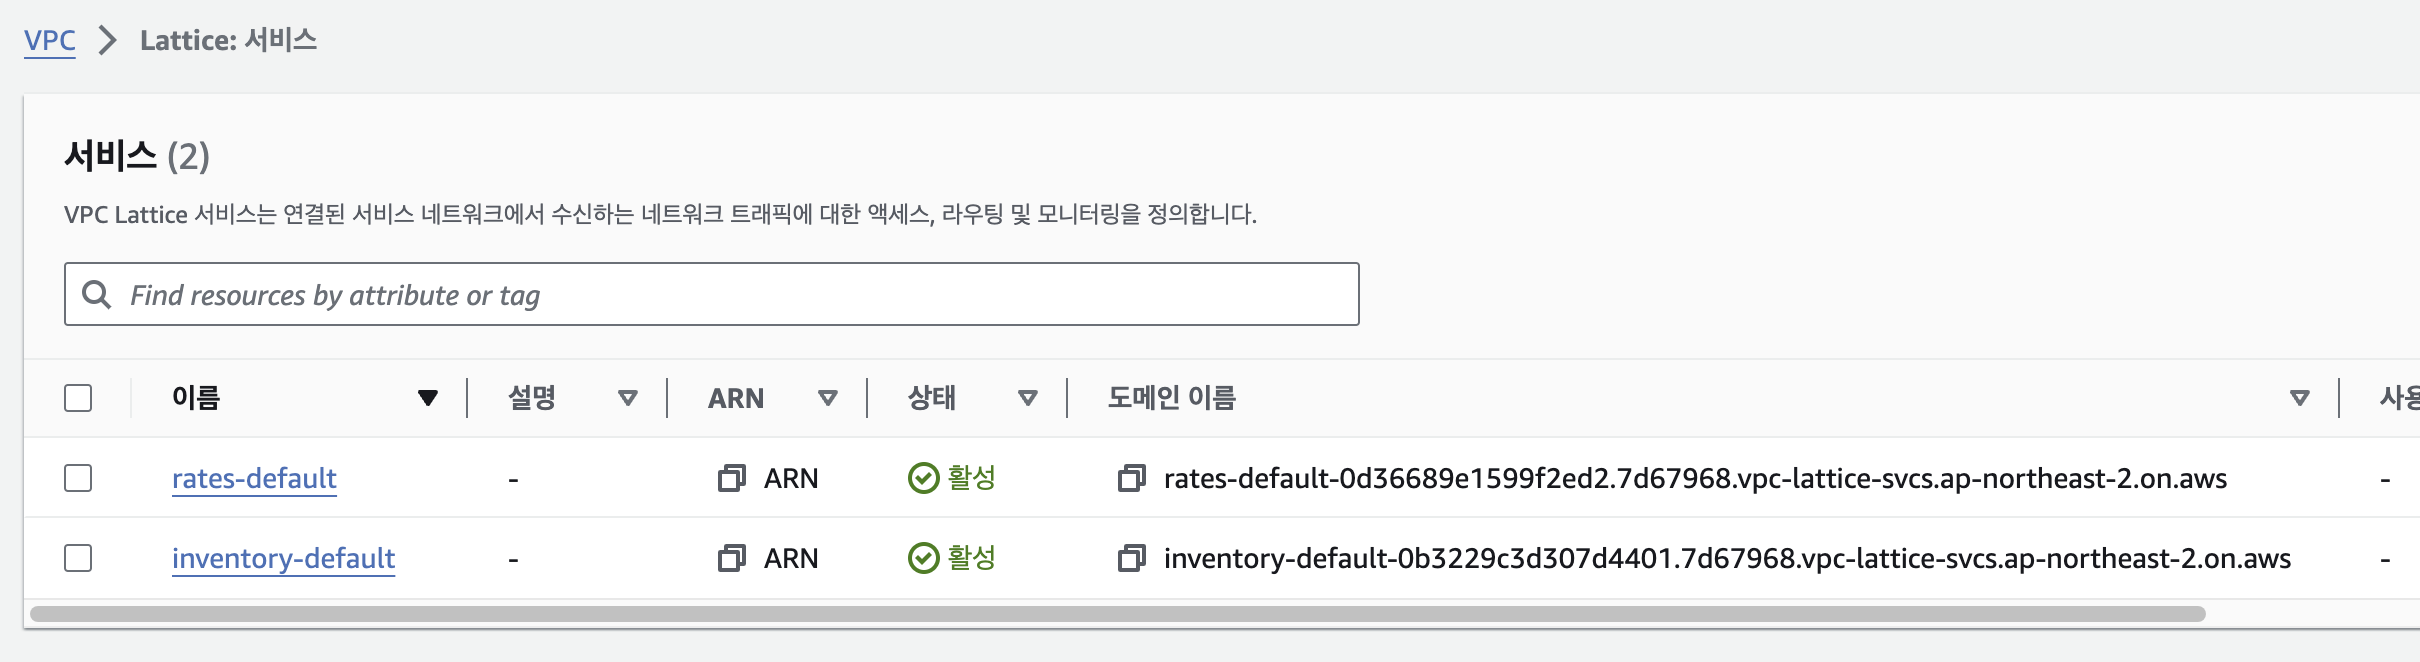 VPC > Lattice: 서비스
서비스 (2)
VPC Lattice 서비스는 연결된 서비스 네트워크에서 수신하는 네트워크 트래픽에 대한 액세스, 라우팅 및 모니터링을 정의합니다.
Find resources by attribute or tag
이름 설명 ARN 상태 도메인 이름
rates-default - ARN 활성 rates-default-0d36689e1599f2ed2.7d67968.vpc-lattice-svcs.ap-northeast-2.on.aws -
inventory-default - ARN 활성 inventory-default-0b3229c3d307d4401.7d67968.vpc-lattice-svcs.ap-northeast-2.on.aws -